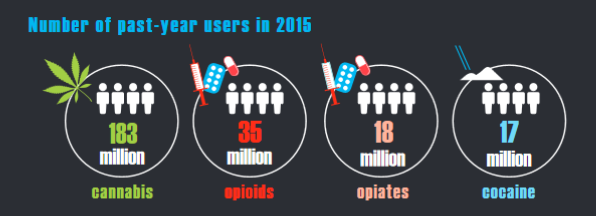 Number of past-year users in 2015
183
million
cannabis
35
million
opioids
18
million
opiates
17
million
cocaine